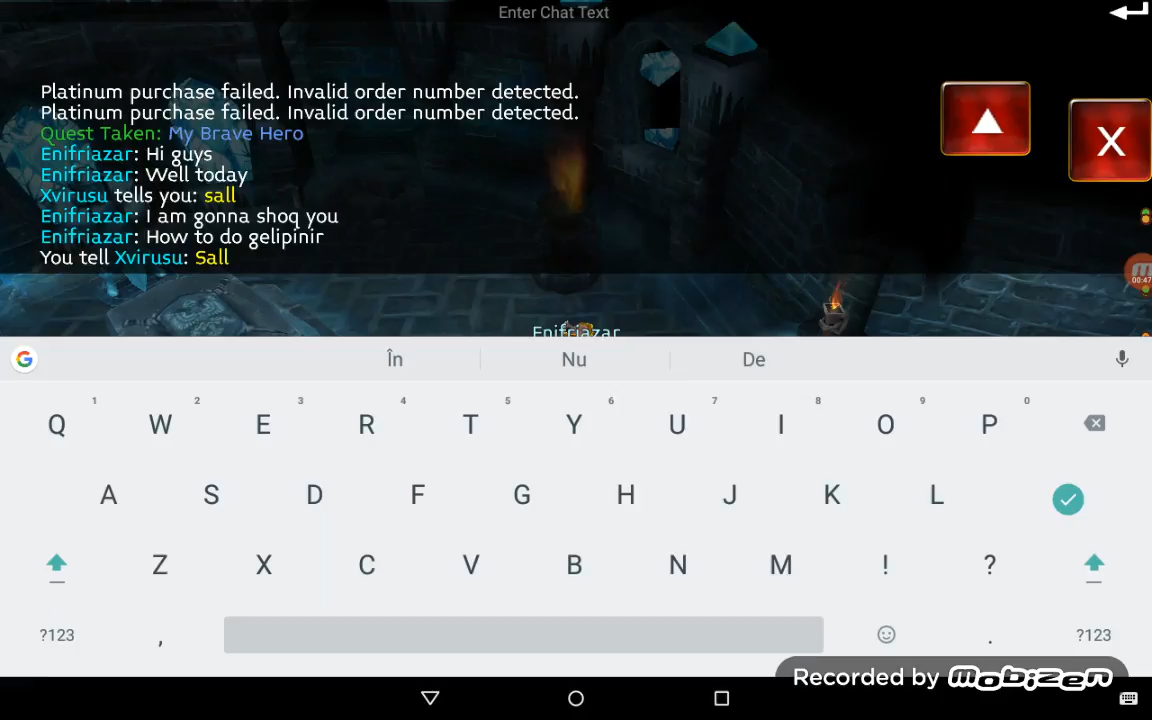 Enter Chat Text
Platinum purchase failed. Invalid order number detected.
Platinum purchase failed. Invalid order number detected.
Quest Taken: My Brave Hero
Enifriazar: Hi guys
Enifriazar: Well today
Xvirusu tells you: sall
Enifriazar: I am gonna shoq you
Enifriazar: How to do gelipinir
You tell Xvirusu: Sall
X
00:47
Enifriazar
În Nu De
1 2 3 4 5 6 7 8 9 0
Q W E R T Y U I O P
A S D F G H J K L
Z X C V B N M ! ?
?123 , . ?123
Recorded by mobizen